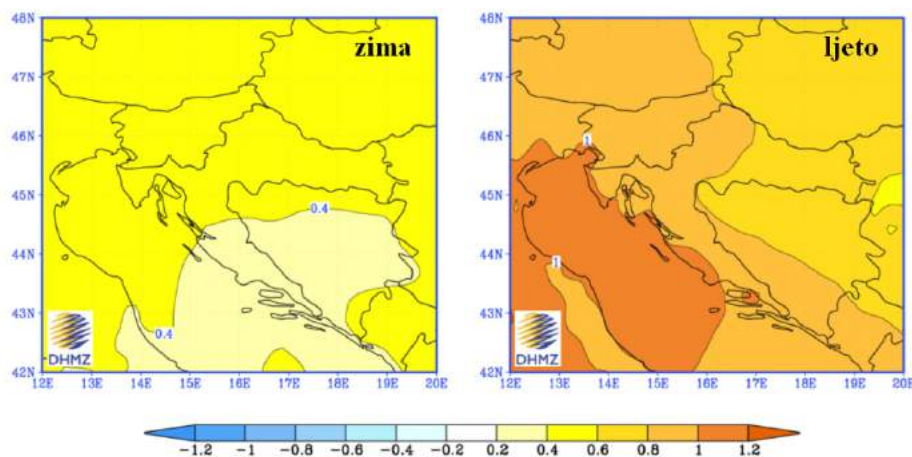 zima
ljeto
48N
47N
46N
45N
44N
43N
42N
0.4
0.4
DHMZ
12E 13E 14E 15E 16E 17E 18E 19E 20E
48N
47N
46N
45N
44N
43N
42N
1
1
DHMZ
12E 13E 14E 15E 16E 17E 18E 19E 20E
-1.2 -1 -0.8 -0.6 -0.4 -0.2 0.2 0.4 0.6 0.8 1 1.2